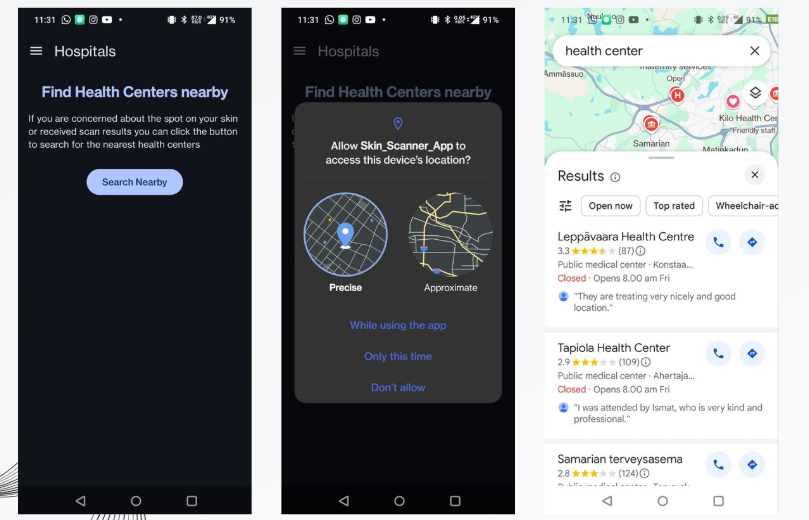 11:31
91%
Hospitals
Find Health Centers nearby
If you are concerned about the spot on your skin
or received scan results you can click the button
to search for the nearest health centers
Search Nearby
11:31
91%
Hospitals
Find Health Centers nearby
Allow Skin_Scanner_App to
access this device's location?
Precise
Approximate
While using the app
Only this time
Don't allow
11:31
91%
health center
maternity services
Open
Ämmässuo
H
Kilo Health Cen
"Friendly staff
Samarian
Matinkadun
Results
Open now
Top rated
Wheelchair-ac
Leppävaara Health Centre
3.3 (87)
Public medical center · Konstaa...
Closed · Opens 8.00 am Fri
"They are treating very nicely and good
location."
Tapiola Health Center
2.9 (109)
Public medical center · Ahertaja...
Closed · Opens 8.00 am Fri
"I was attended by Ismat, who is very kind and
professional."
Samarian terveysasema
2.8 (124)